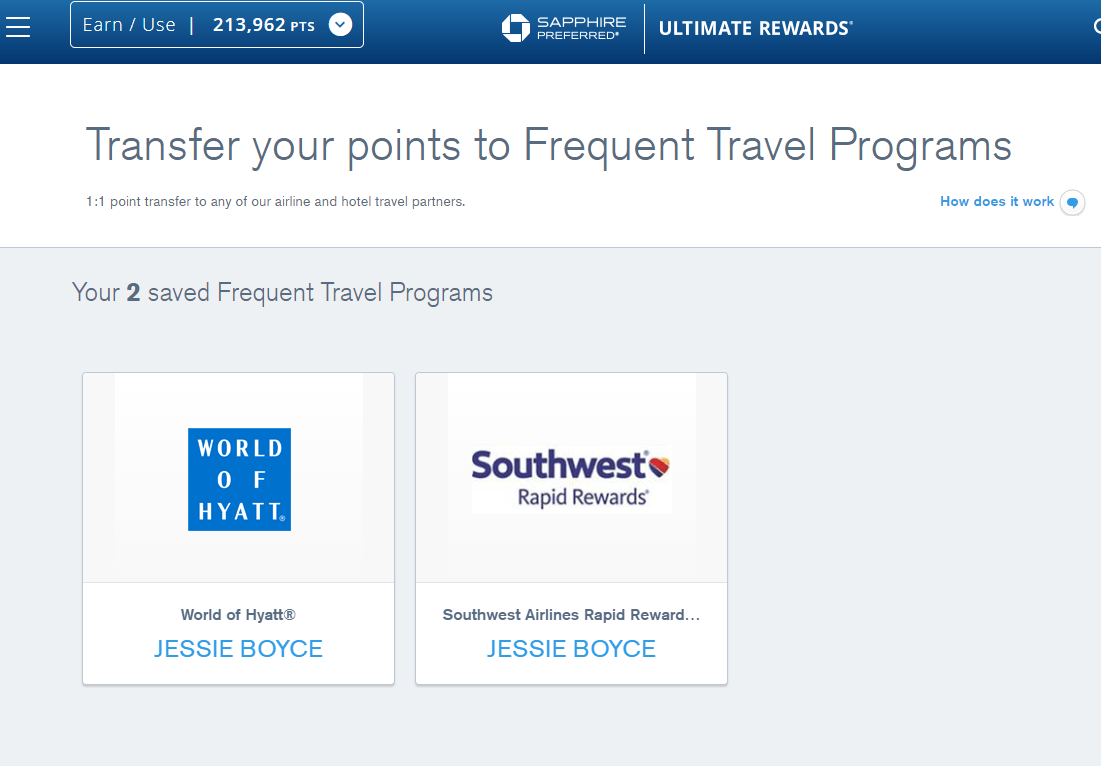 Earn / Use | 213,962 PTS
SAPPHIRE
PREFERRED®
ULTIMATE REWARDS®
Transfer your points to Frequent Travel Programs
1:1 point transfer to any of our airline and hotel travel partners.
How does it work
Your 2 saved Frequent Travel Programs
WORLD
OF
HYATT®
Southwest®
Rapid Rewards®
World of Hyatt®
JESSIE BOYCE
Southwest Airlines Rapid Reward...
JESSIE BOYCE